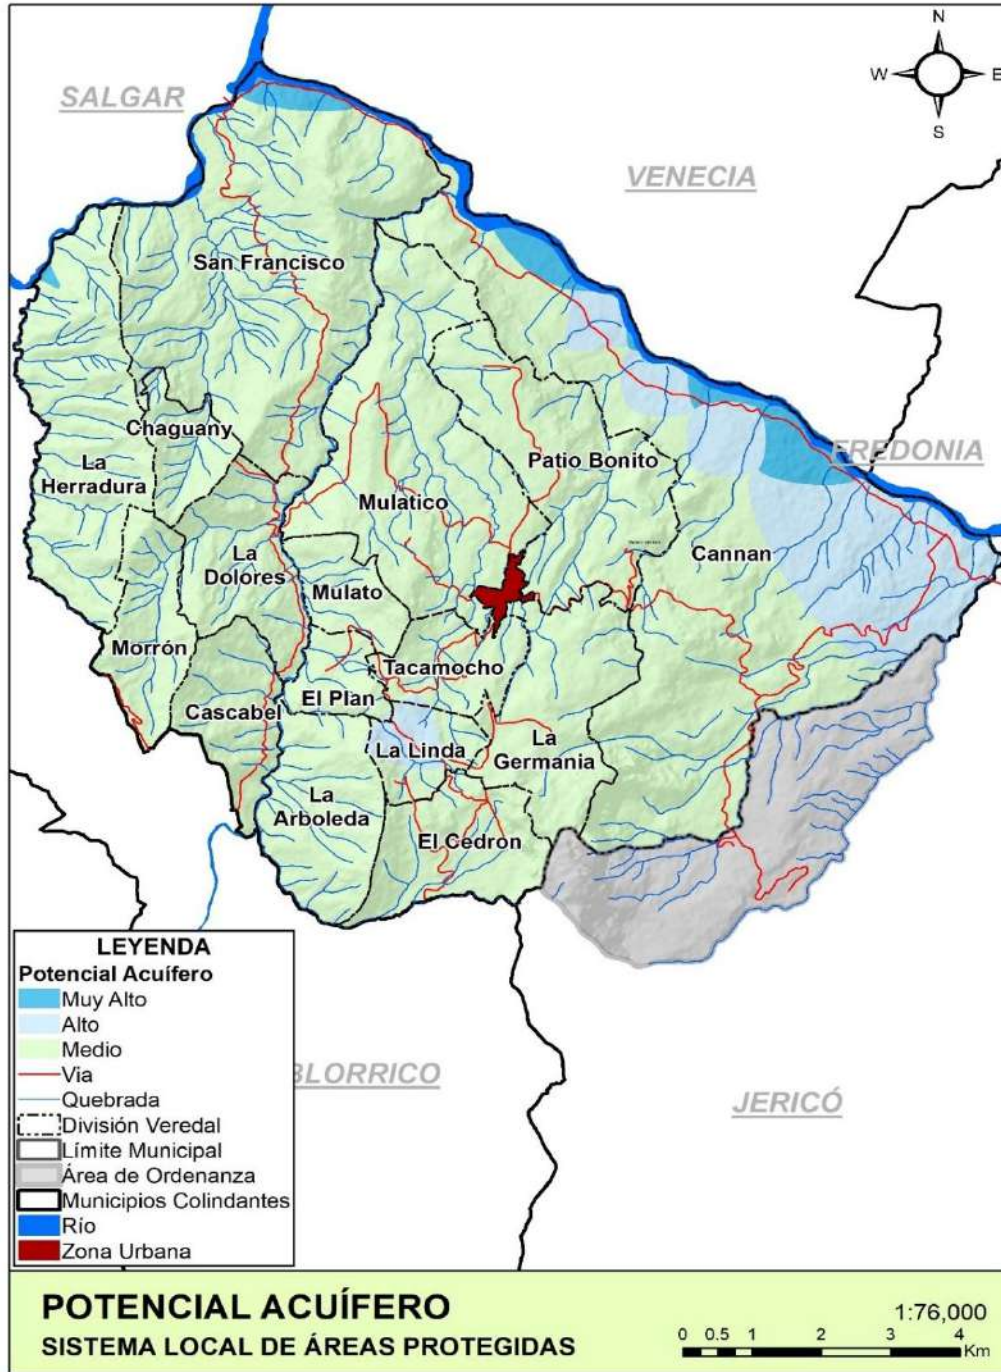 N
W
E
S
SALGAR
VENECIA
San Francisco
Chaguany
La
Herradura
Patio Bonito
FREDONIA
Mulatico
Cannan
La
Dolores
Mulato
Morrón
Tacamocho
El Plan
Cascabel
La Linda
La
Germania
La
Arboleda
El Cedrón
LEYENDA
Potencial Acuífero
Muy Alto
Alto
Medio
Via
Quebrada
División Veredal
Límite Municipal
Área de Ordenanza
Municipios Colindantes
Río
Zona Urbana
BLORRICO
JERICÓ
POTENCIAL ACUÍFERO
SISTEMA LOCAL DE ÁREAS PROTEGIDAS
1:76,000
0 0.5 1 2 3 4
Km